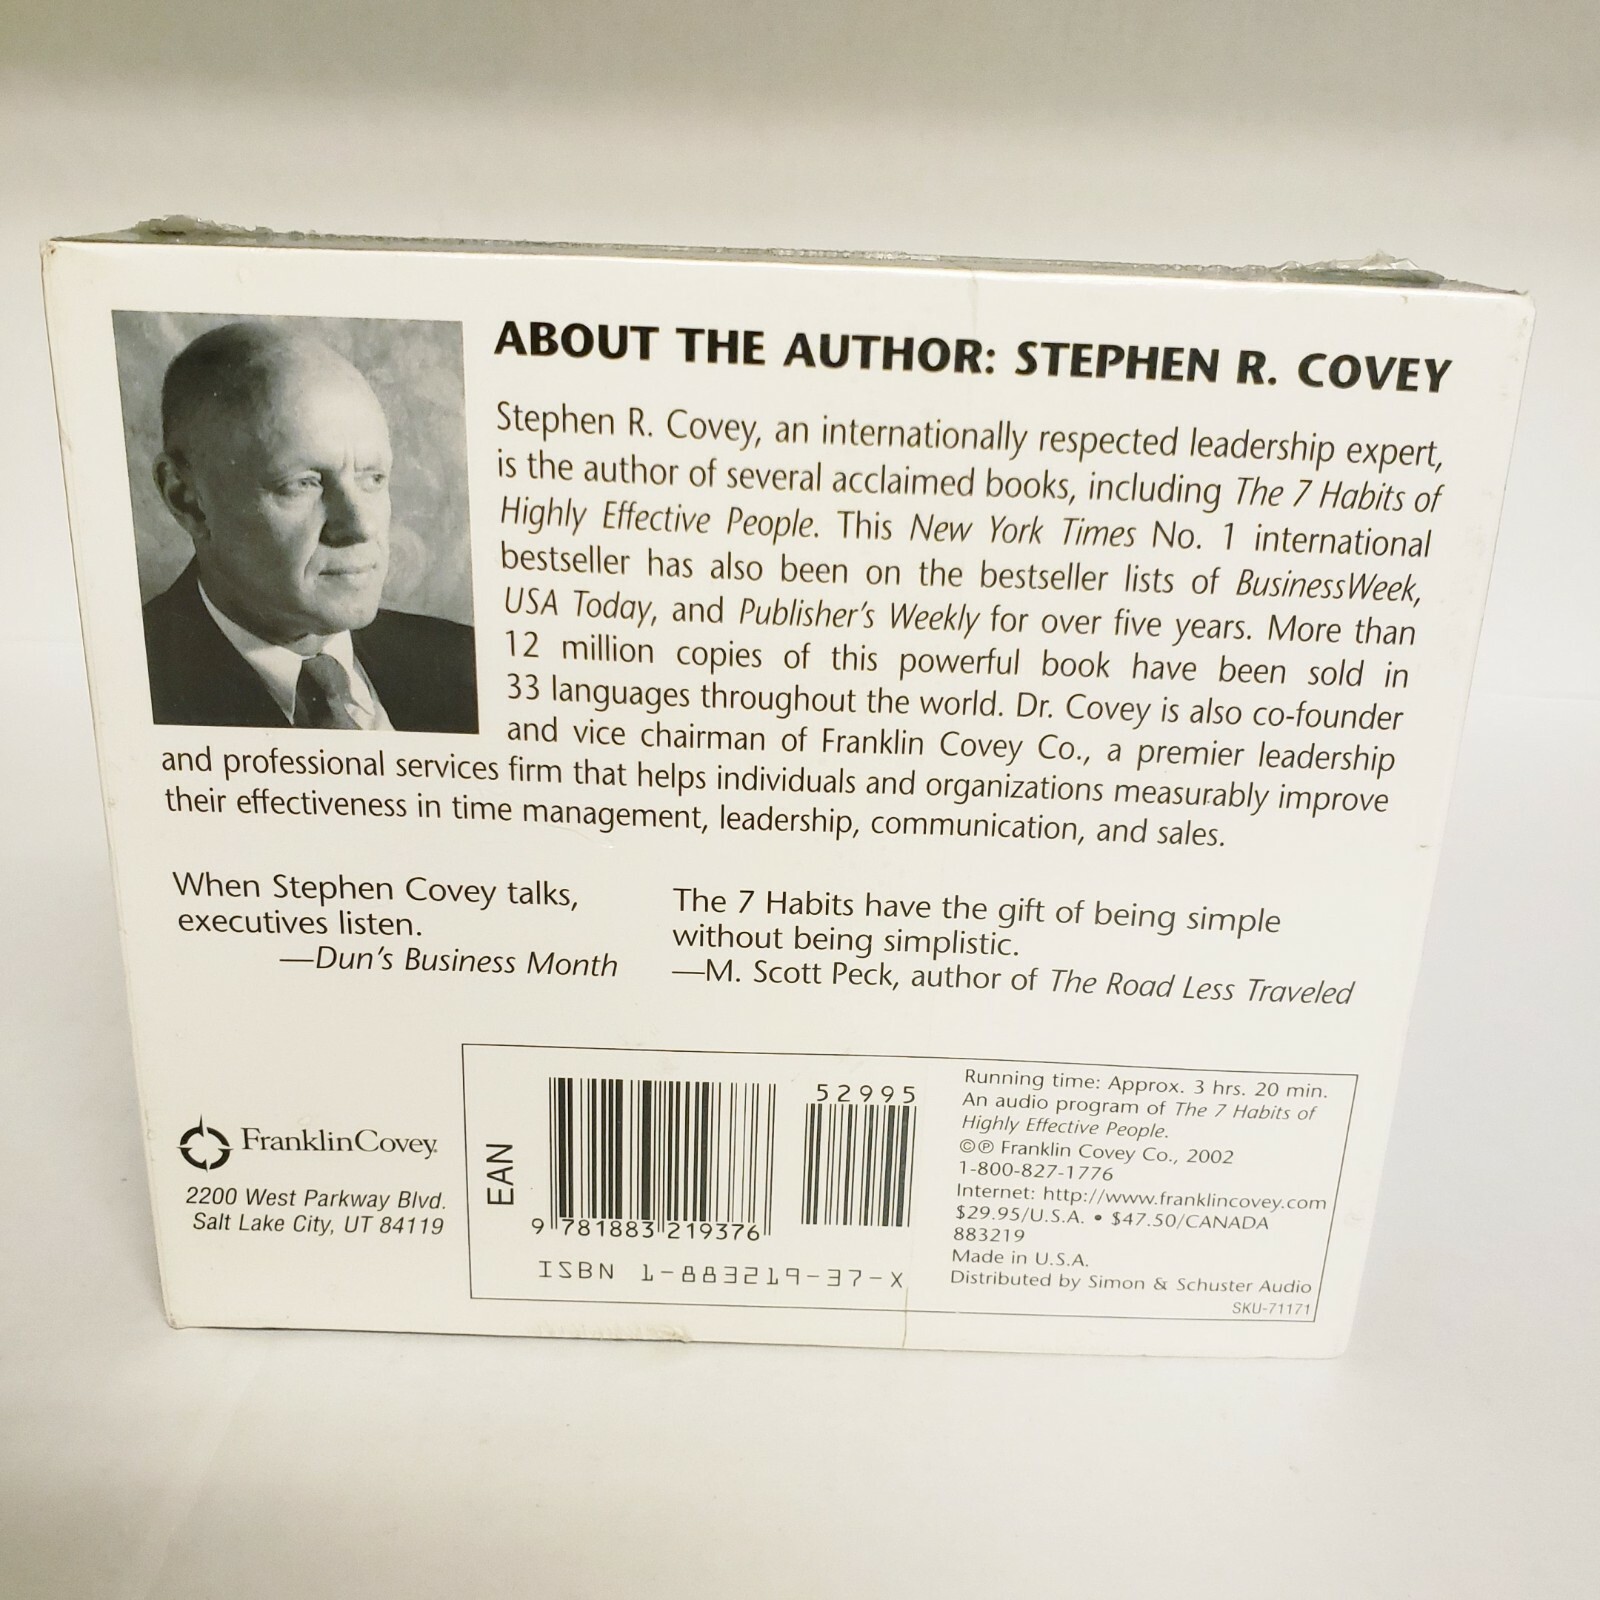 ABOUT THE AUTHOR: STEPHEN R. COVEY
Stephen R. Covey, an internationally respected leadership expert,
is the author of several acclaimed books, including The 7 Habits of
Highly Effective People. This New York Times No. 1 international
bestseller has also been on the bestseller lists of BusinessWeek,
USA Today, and Publisher's Weekly for over five years. More than
12 million copies of this powerful book have been sold in
33 languages throughout the world. Dr. Covey is also co-founder
and vice chairman of Franklin Covey Co., a premier leadership
and professional services firm that helps individuals and organizations measurably improve
their effectiveness in time management, leadership, communication, and sales.
When Stephen Covey talks,
executives listen.
—Dun's Business Month
The 7 Habits have the gift of being simple
without being simplistic.
—M. Scott Peck, author of The Road Less Traveled
FranklinCovey®
2200 West Parkway Blvd.
Salt Lake City, UT 84119
EAN
52995
9 781883 219376
ISBN 1-883219-37-X
Running time: Approx. 3 hrs. 20 min.
An audio program of The 7 Habits of
Highly Effective People.
©℗ Franklin Covey Co., 2002
1-800-827-1776
Internet: http://www.franklincovey.com
$29.95/U.S.A. • $47.50/CANADA
883219
Made in U.S.A.
Distributed by Simon & Schuster Audio
SKU-71171